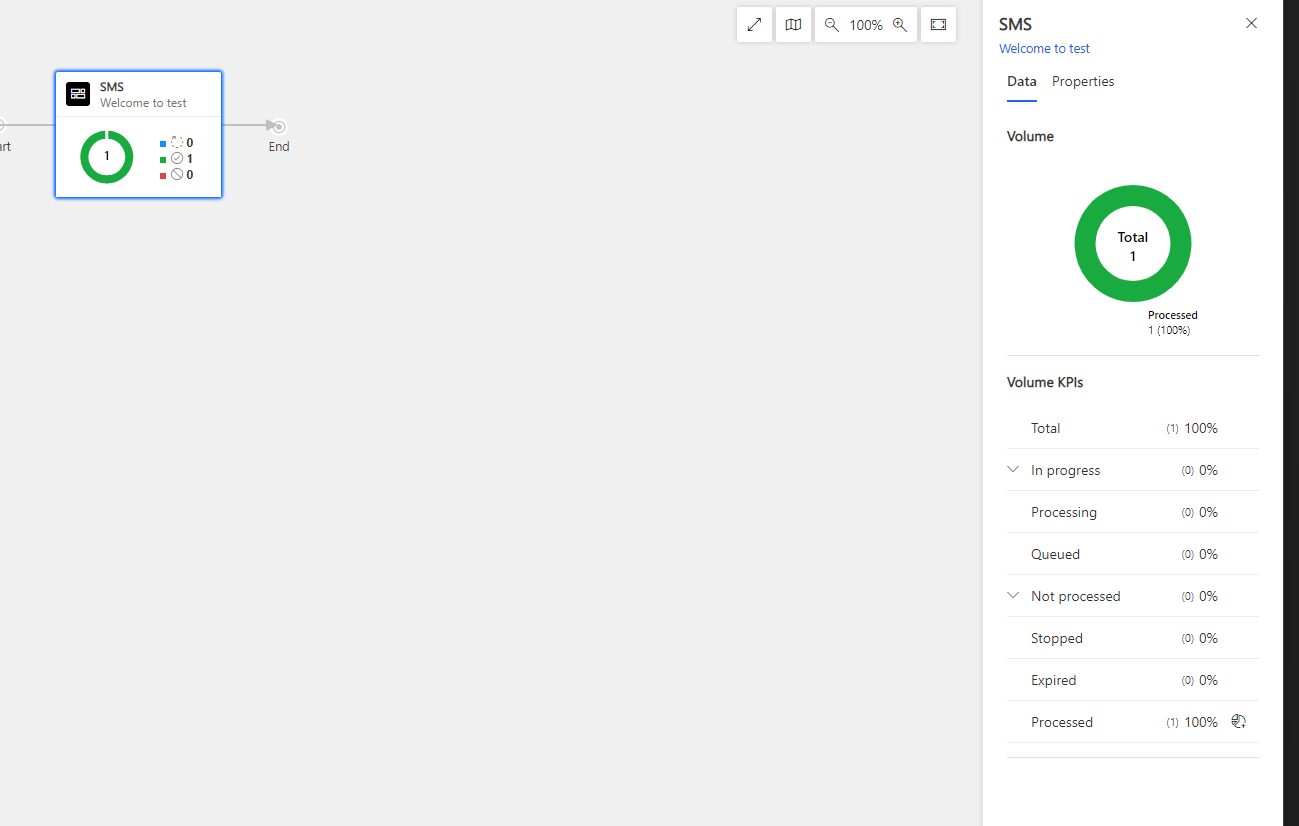 100%
SMS
Welcome to test
1
0
1
0
art
End
SMS
Welcome to test
Data Properties
Volume
Total
1
Processed
1 (100%)
Volume KPIs
Total (1) 100%
In progress (0) 0%
Processing (0) 0%
Queued (0) 0%
Not processed (0) 0%
Stopped (0) 0%
Expired (0) 0%
Processed (1) 100%